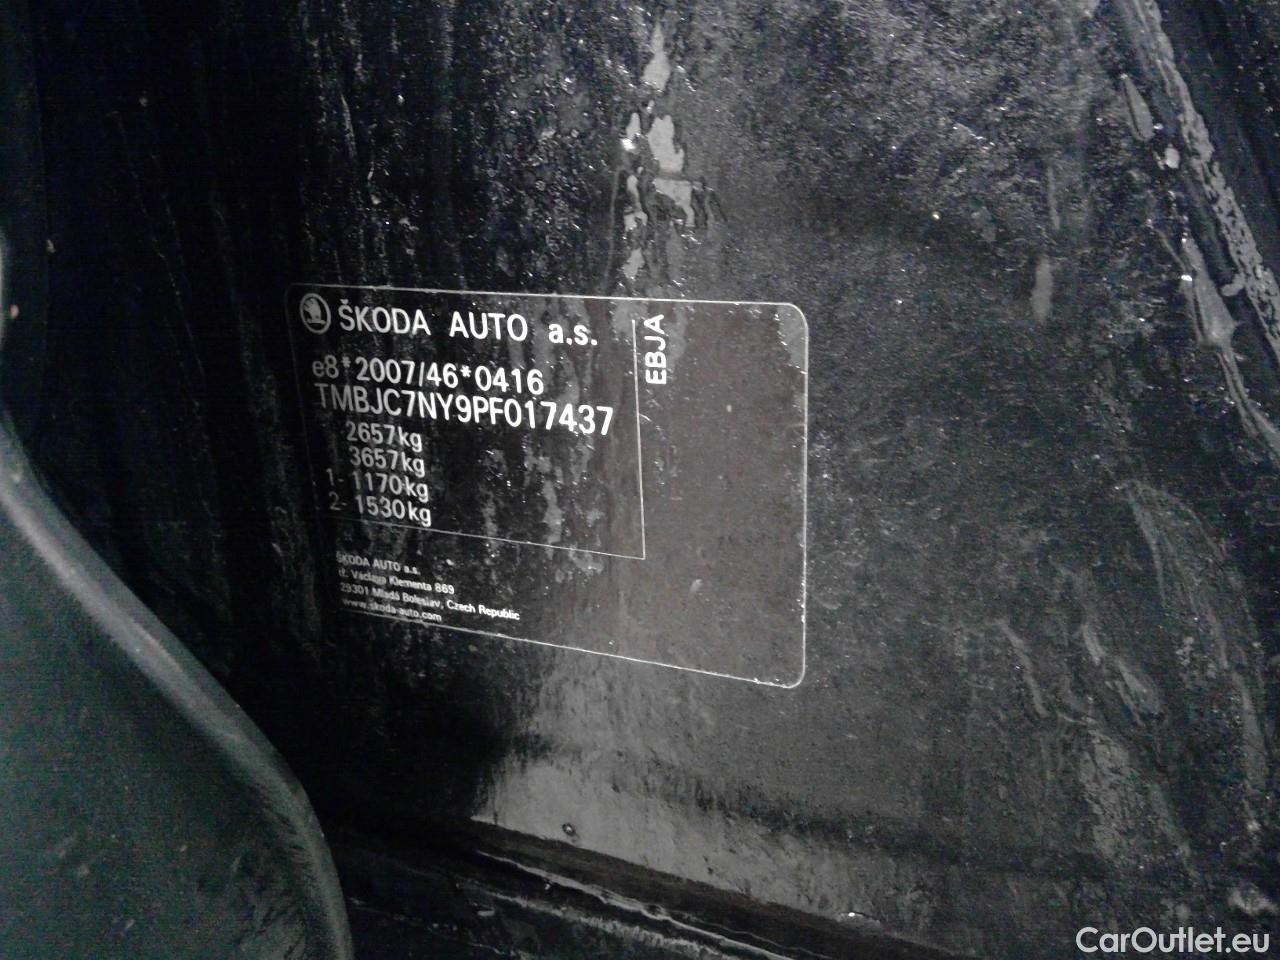 ŠKODA AUTO a.s.
EBJA
e8*2007/46*0416
TMBJC7NY9PF017437
2657kg
3657kg
1- 1170kg
2- 1530kg
ŠKODA AUTO a.s.
tř. Václava Klementa 869
29301 Mladá Boleslav, Czech Republic
www.skoda-auto.com
CarOutlet.eu